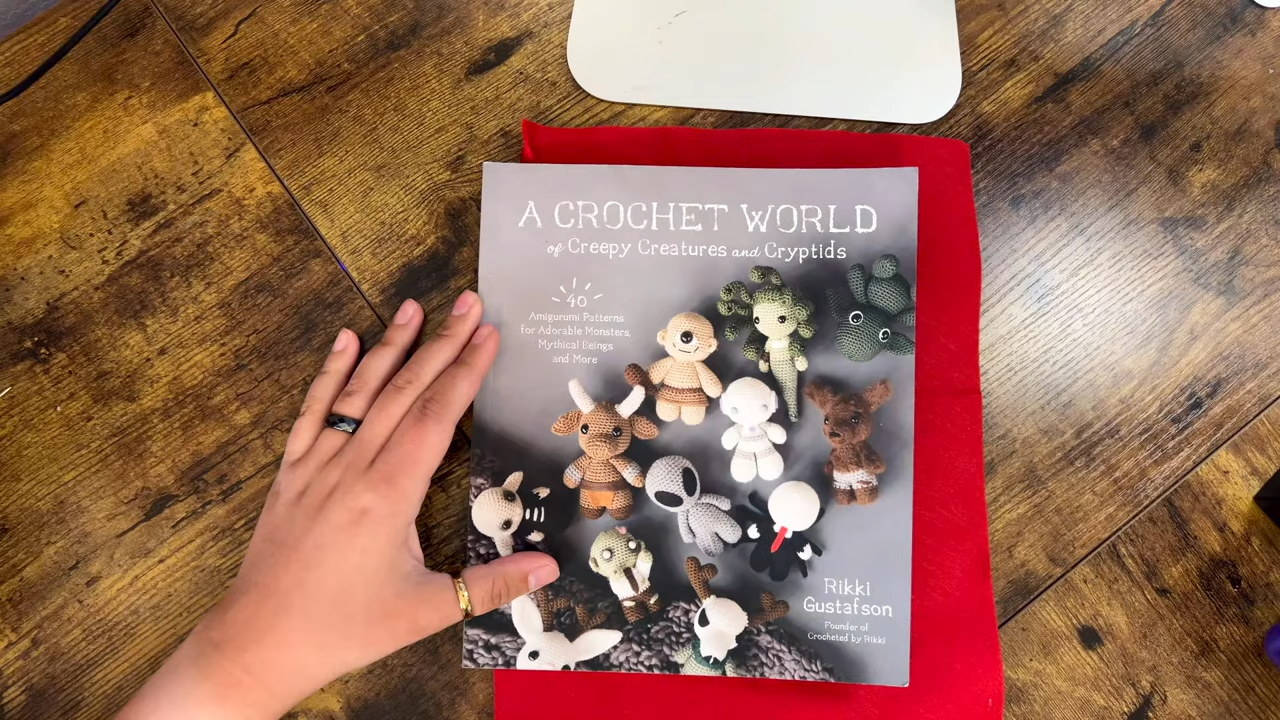 A CROCHET WORLD
of Creepy Creatures and Cryptids
40
Amigurumi Patterns
for Adorable Monsters,
Mythical Beings
and More
Rikki
Gustafson
Founder of
Crocheted by Rikki